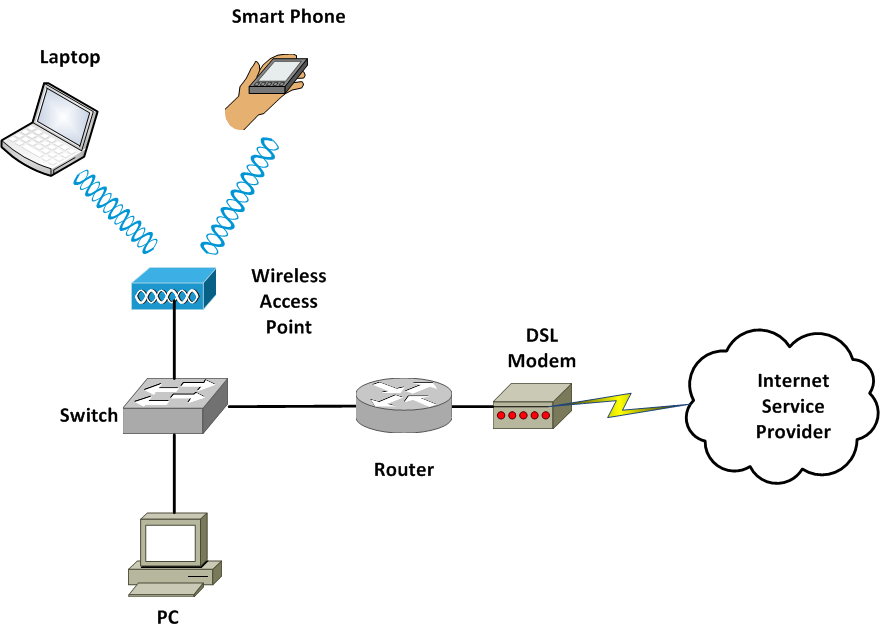 Smart Phone
Laptop
Wireless
Access
Point
DSL
Modem
Internet
Service
Provider
Switch
Router
PC